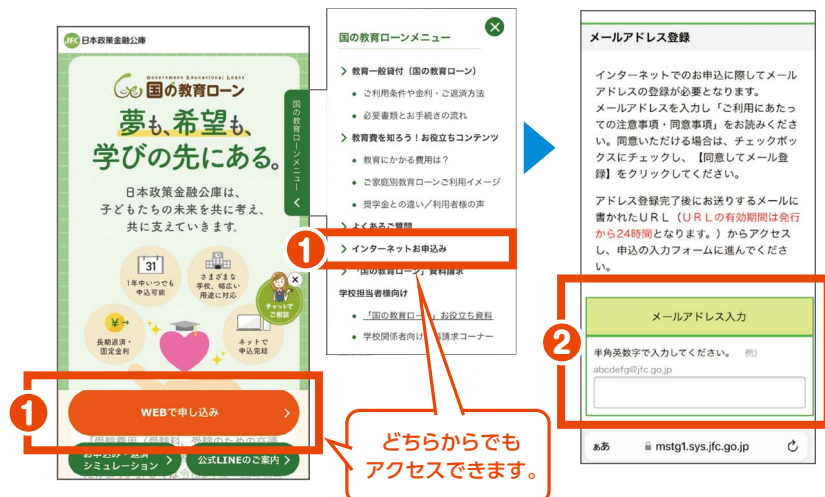 JFC 日本政策金融公庫
Government Educational Loans
国の教育ローン
夢も、希望も、
学びの先にある。
日本政策金融公庫は、
子どもたちの未来を共に考え、
共に支えていきます。
31
1年中いつでも
申込可能
さまざまな
学校、幅広い
用途に対応
長期返済・
固定金利
ネットで
申込完結
チャットで
ご相談
国の教育ローンメニュー
1
WEBで申し込み
「受験費用（受験料、受験のための交通
お申込み・返済
シミュレーション
公式LINEのご案内
国の教育ローンメニュー
教育一般貸付（国の教育ローン）
• ご利用条件や金利・ご返済方法
• 必要書類とお手続きの流れ
教育費を知ろう！お役立ちコンテンツ
• 教育にかかる費用は？
• ご家庭別教育ローンご利用イメージ
• 奨学金との違い／利用者様の声
よくあるご質問
1
インターネットお申込み
「国の教育ローン」資料請求
学校担当者様向け
• 「国の教育ローン」お役立ち資料
• 学校関係者向け 請求コーナー
どちらからでも
アクセスできます。
メールアドレス登録
インターネットでのお申込に際してメール
アドレスの登録が必要となります。
メールアドレスを入力し「ご利用にあたっ
ての注意事項・同意事項」をお読みくださ
い。同意いただける場合は、チェックボッ
クスにチェックし、【同意してメール登
録】をクリックしてください。
アドレス登録完了後にお送りするメールに
書かれたＵＲＬ（ＵＲＬの有効期間は発行
から24時間となります。）からアクセス
し、申込の入力フォームに進んでくださ
い。
2
メールアドレス入力
半角英数字で入力してください。 例）
abcdefg@jfc.go.jp
ああ
mstg1.sys.jfc.go.jp